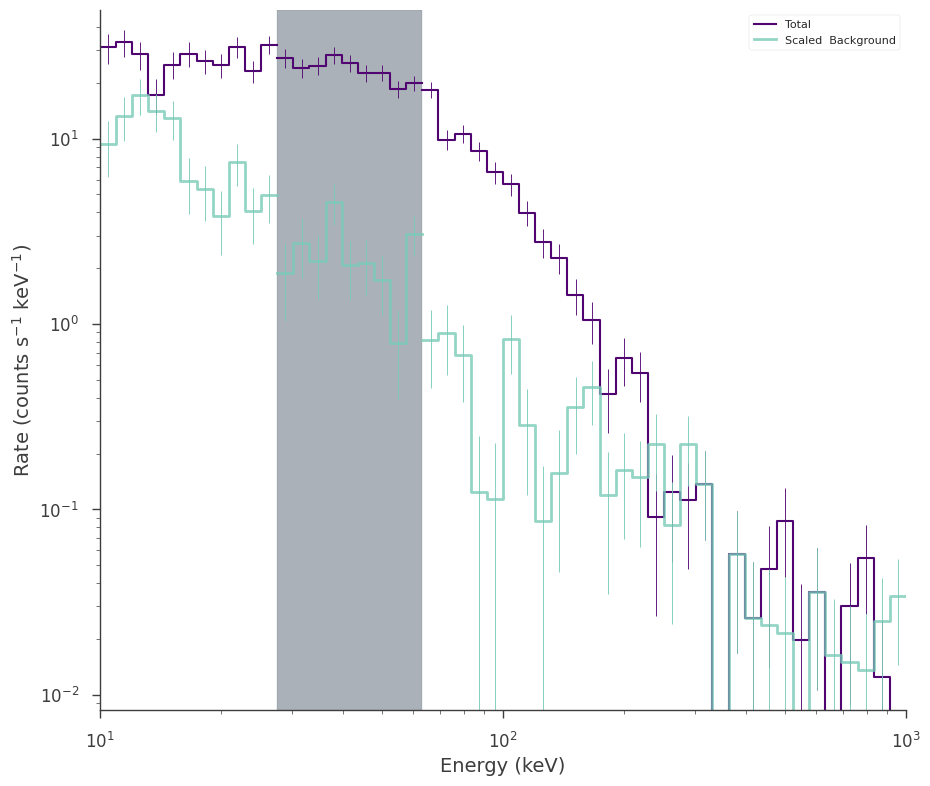 Total
Scaled  Background
Rate (counts s⁻¹ keV⁻¹)
10¹
10⁰
10⁻¹
10⁻²
10¹ 10² 10³
Energy (keV)